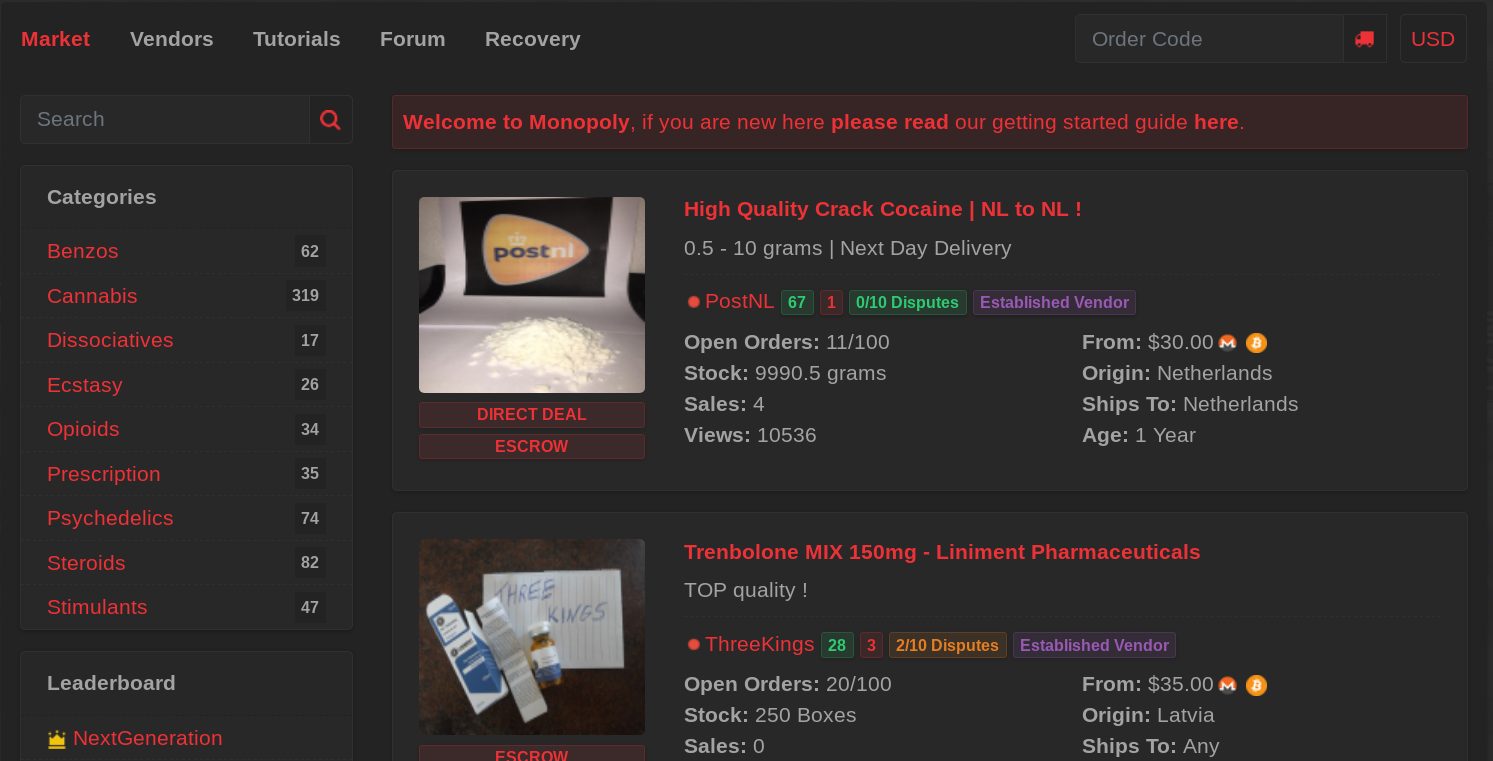 Market Vendors Tutorials Forum Recovery Order Code USD
Search
Categories
Benzos 62
Cannabis 319
Dissociatives 17
Ecstasy 26
Opioids 34
Prescription 35
Psychedelics 74
Steroids 82
Stimulants 47
Leaderboard
NextGeneration
Welcome to Monopoly, if you are new here please read our getting started guide here.
postnl
DIRECT DEAL
ESCROW
High Quality Crack Cocaine | NL to NL !
0.5 - 10 grams | Next Day Delivery
PostNL 67 1 0/10 Disputes Established Vendor
Open Orders: 11/100 From: $30.00
Stock: 9990.5 grams Origin: Netherlands
Sales: 4 Ships To: Netherlands
Views: 10536 Age: 1 Year
THREE
KINGS
ESCROW
Trenbolone MIX 150mg - Liniment Pharmaceuticals
TOP quality !
ThreeKings 28 3 2/10 Disputes Established Vendor
Open Orders: 20/100 From: $35.00
Stock: 250 Boxes Origin: Latvia
Sales: 0 Ships To: Any